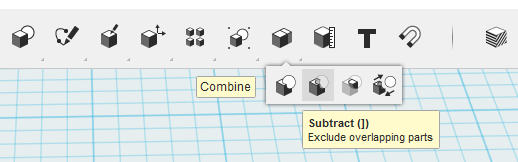 Combine
Subtract (])
Exclude overlapping parts